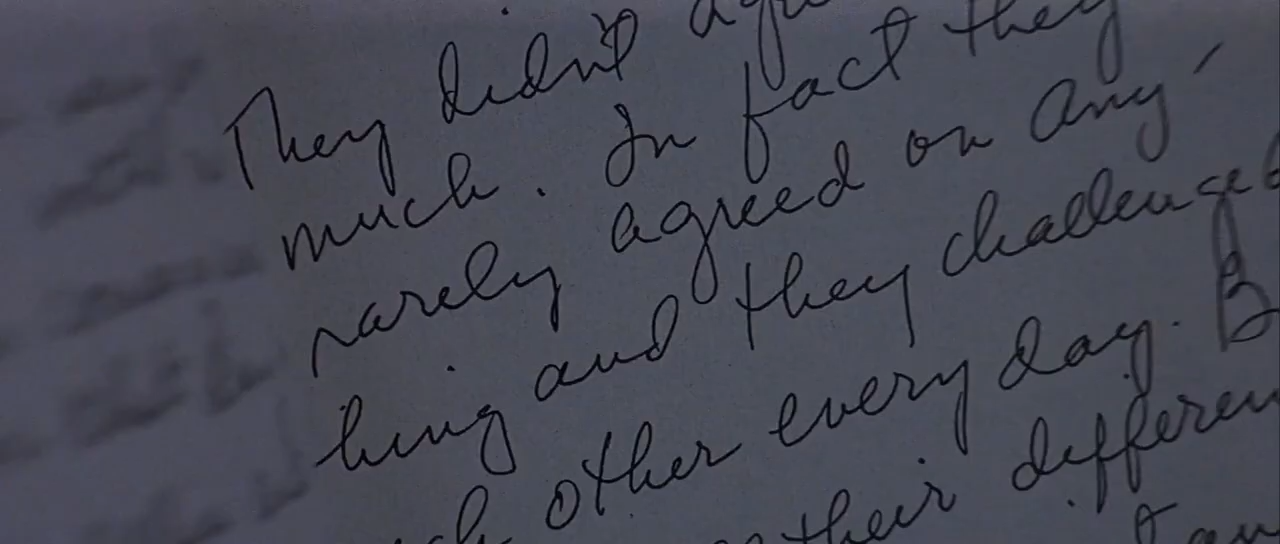 They didn't
much. In fact they
rarely agreed on any-
thing and they challenged
other every day. B
their differen